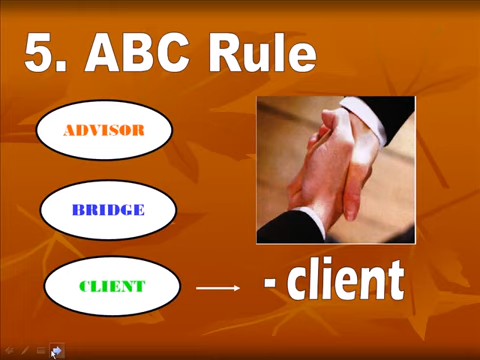 5. ABC Rule
ADVISOR
BRIDGE
CLIENT
- client